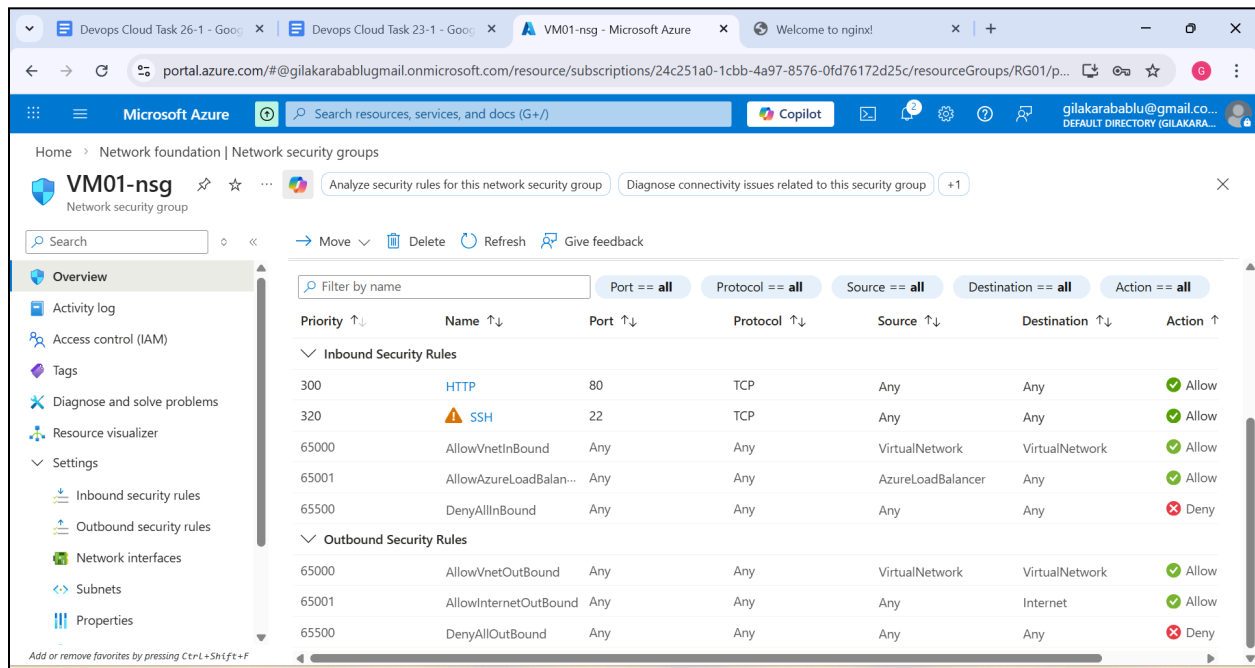 Devops Cloud Task 26-1 - Goog
Devops Cloud Task 23-1 - Goog
VM01-nsg - Microsoft Azure
Welcome to nginx!
portal.azure.com/#@gilakarabablugmail.onmicrosoft.com/resource/subscriptions/24c251a0-1cbb-4a97-8576-0fd76172d25c/resourceGroups/RG01/p...
G
Microsoft Azure
Search resources, services, and docs (G+/)
Copilot
2
gilakarabablu@gmail.co...
DEFAULT DIRECTORY (GILAKARA...
Home > Network foundation | Network security groups
VM01-nsg
Network security group
Analyze security rules for this network security group
Diagnose connectivity issues related to this security group
+1
Search
Move
Delete
Refresh
Give feedback
Overview
Activity log
Access control (IAM)
Tags
Diagnose and solve problems
Resource visualizer
Settings
Inbound security rules
Outbound security rules
Network interfaces
Subnets
Properties
Add or remove favorites by pressing Ctrl+Shift+F
Filter by name
Port == all
Protocol == all
Source == all
Destination == all
Action == all
Priority Name Port Protocol Source Destination Action
Inbound Security Rules
300 HTTP 80 TCP Any Any Allow
320 SSH 22 TCP Any Any Allow
65000 AllowVnetInBound Any Any VirtualNetwork VirtualNetwork Allow
65001 AllowAzureLoadBalan... Any Any AzureLoadBalancer Any Allow
65500 DenyAllInBound Any Any Any Any Deny
Outbound Security Rules
65000 AllowVnetOutBound Any Any VirtualNetwork VirtualNetwork Allow
65001 AllowInternetOutBound Any Any Any Internet Allow
65500 DenyAllOutBound Any Any Any Any Deny